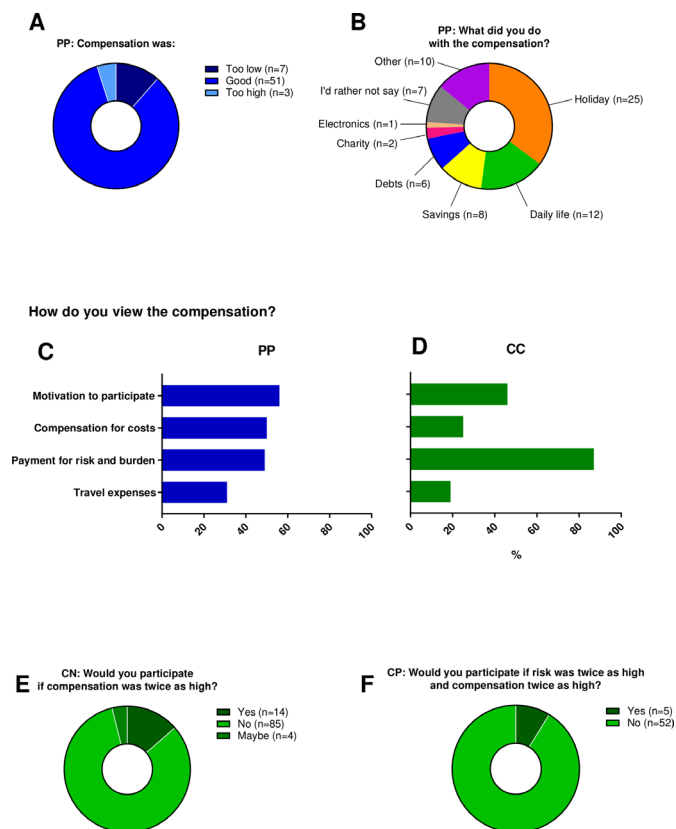 A
PP: Compensation was:
Too low (n=7)
Good (n=51)
Too high (n=3)
B
PP: What did you do
with the compensation?
Other (n=10)
I'd rather not say (n=7)
Electronics (n=1)
Charity (n=2)
Debts (n=6)
Savings (n=8)
Daily life (n=12)
Holiday (n=25)
How do you view the compensation?
C
PP
Motivation to participate
Compensation for costs
Payment for risk and burden
Travel expenses
0 20 40 60 80 100
D
CC
0 20 40 60 80 100
%
E
CN: Would you participate
if compensation was twice as high?
Yes (n=14)
No (n=85)
Maybe (n=4)
F
CP: Would you participate if risk was twice as high
and compensation twice as high?
Yes (n=5)
No (n=52)